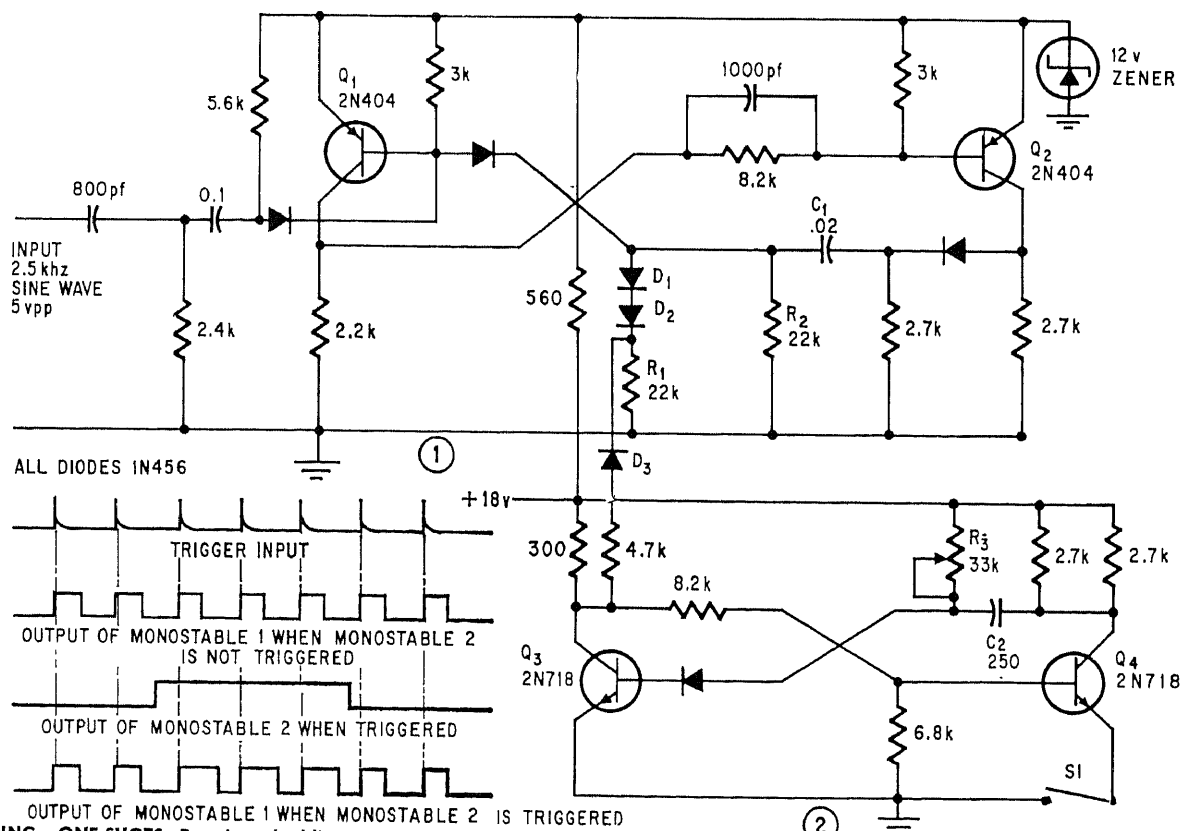 Q1
2N404
3k
5.6k
1000pf
8.2k
3k
12 v
ZENER
Q2
2N404
800pf
0.1
INPUT
2.5 khz
SINE WAVE
5 vpp
2.4k
2.2k
560
D1
D2
R1
22k
R2
22k
C1
.02
2.7k
2.7k
1
ALL DIODES 1N456
D3
+18v
TRIGGER INPUT
300
4.7k
8.2k
R3
33k
2.7k
2.7k
C2
250
OUTPUT OF MONOSTABLE 1 WHEN MONOSTABLE 2
IS NOT TRIGGERED
Q3
2N718
Q4
2N718
OUTPUT OF MONOSTABLE 2 WHEN TRIGGERED
6.8k
S1
OUTPUT OF MONOSTABLE 1 WHEN MONOSTABLE 2 IS TRIGGERED
2